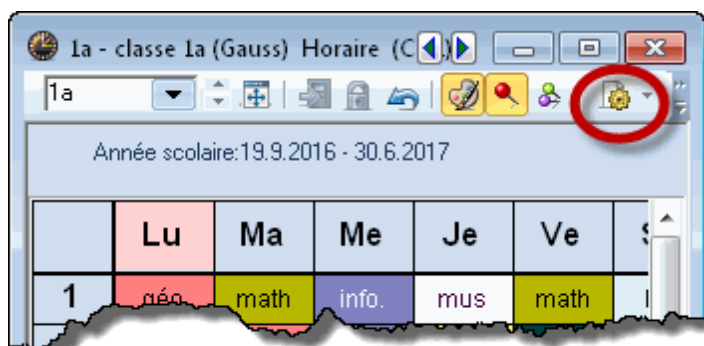 1a - classe 1a (Gauss) Horaire (C
1a
Année scolaire:19.9.2016 - 30.6.2017
Lu Ma Me Je Ve
1 géo math info. mus math